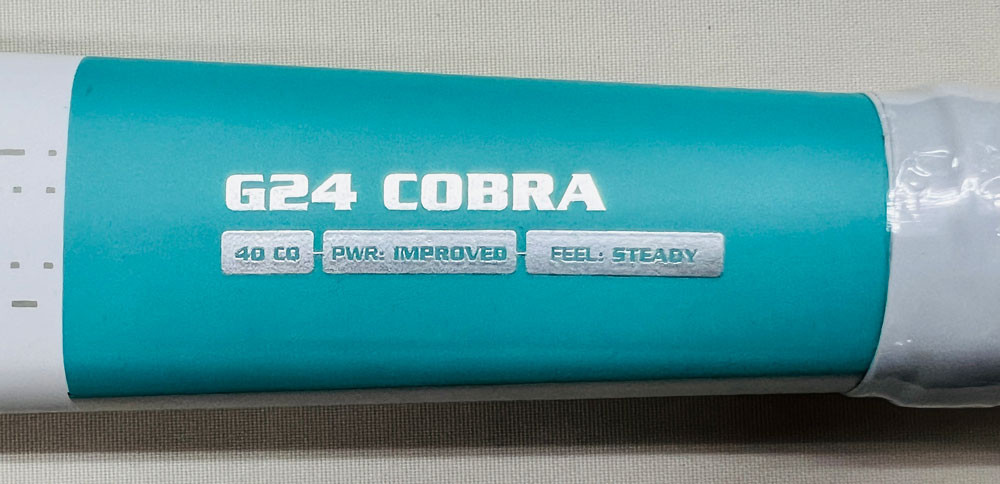 G24 COBRA
40 CQ PWR: IMPROVED FEEL: STEADY